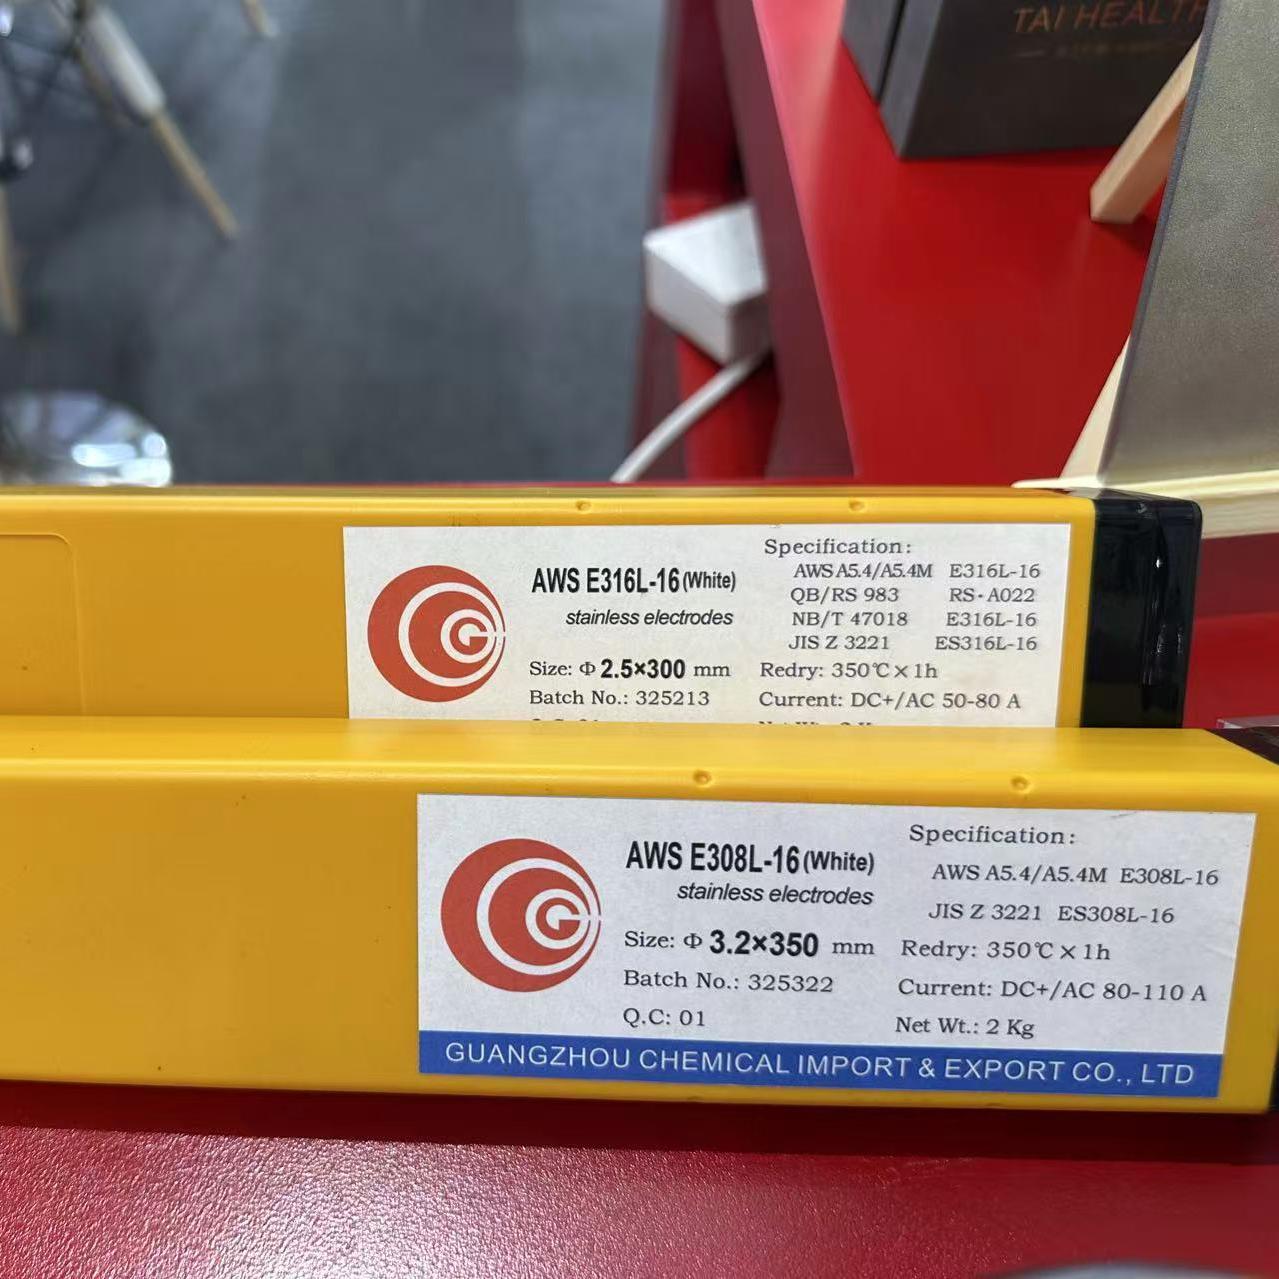 TAI HEALTH
AWS E316L-16 (White)
stainless electrodes
Size: Φ 2.5×300 mm
Batch No.: 325213
Specification:
AWS A5.4/A5.4M E316L-16
QB/RS 983 RS-A022
NB/T 47018 E316L-16
JIS Z 3221 ES316L-16
Redry: 350℃×1h
Current: DC+/AC 50-80 A
G
AWS E308L-16 (White)
stainless electrodes
Size: Φ 3.2×350 mm
Batch No.: 325322
Q.C: 01
Specification:
AWS A5.4/A5.4M E308L-16
JIS Z 3221 ES308L-16
Redry: 350℃×1h
Current: DC+/AC 80-110 A
Net Wt.: 2 Kg
G
GUANGZHOU CHEMICAL IMPORT & EXPORT CO., LTD